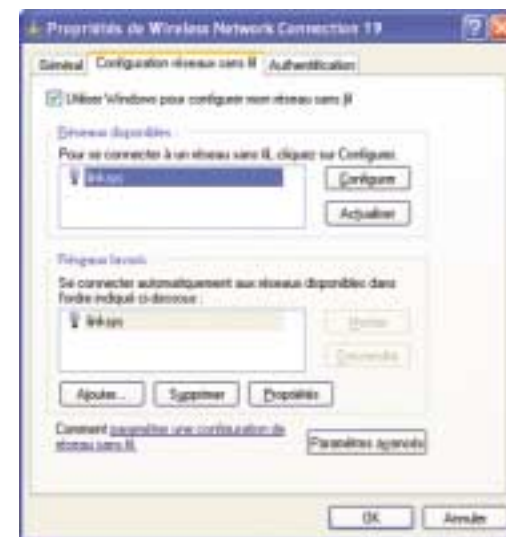 Propriétés de Wireless Network Connection 19
Général Configuration réseaux sans fil Authentification
Utiliser Windows pour configurer mon réseau sans fil
Réseaux disponibles
Pour se connecter à un réseau sans fil, cliquez sur Configurer.
linksys
Configurer
Actualiser
Réseaux favoris
Se connecter automatiquement aux réseaux disponibles dans
l'ordre indiqué ci-dessous :
linksys
Monter
Descendre
Ajouter... Supprimer Propriétés
Comment paramétrer une configuration de
réseau sans fil.
Paramètres avancés
OK Annuler